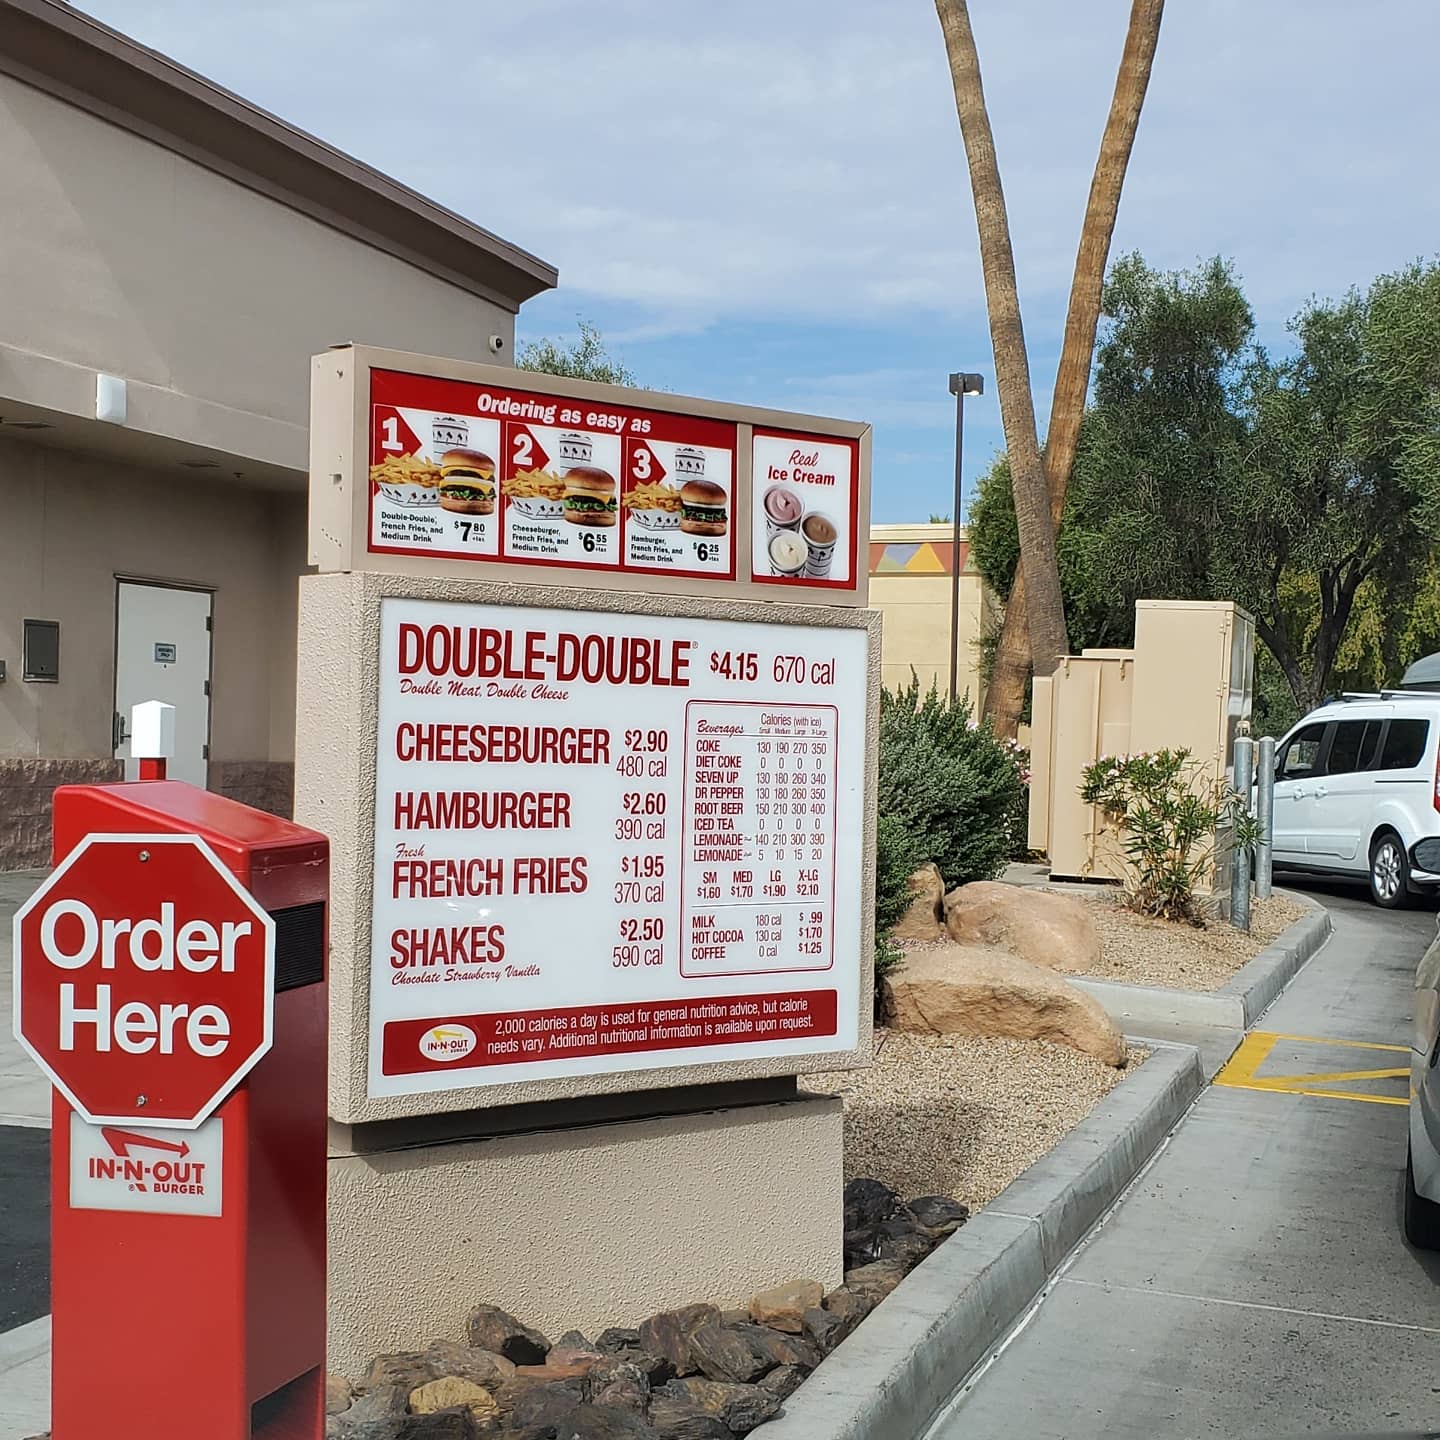 Ordering as easy as
1
Double-Double,
French Fries, and
Medium Drink
$7 80
+tax
2
Cheeseburger,
French Fries, and
Medium Drink
$6 55
+tax
3
Hamburger,
French Fries, and
Medium Drink
$6 25
+tax
Real
Ice Cream
DOUBLE-DOUBLE® $4.15 670 cal
Double Meat, Double Cheese
CHEESEBURGER $2.90
480 cal
HAMBURGER $2.60
390 cal
Fresh
FRENCH FRIES $1.95
370 cal
SHAKES $2.50
590 cal
Chocolate Strawberry Vanilla
Beverages Calories (with ice)
Small Medium Large X-Large
COKE 130 190 270 350
DIET COKE 0 0 0 0
SEVEN UP 130 180 260 340
DR PEPPER 130 180 260 350
ROOT BEER 150 210 300 400
ICED TEA 0 0 0 0
LEMONADE 140 210 300 390
LEMONADE 5 10 15 20
SM MED LG X-LG
$1.60 $1.70 $1.90 $2.10
MILK 180 cal $ .99
HOT COCOA 130 cal $1.70
COFFEE 0 cal $1.25
IN-N-OUT
BURGER
2,000 calories a day is used for general nutrition advice, but calorie
needs vary. Additional nutritional information is available upon request.
Order
Here
IN-N-OUT
® BURGER